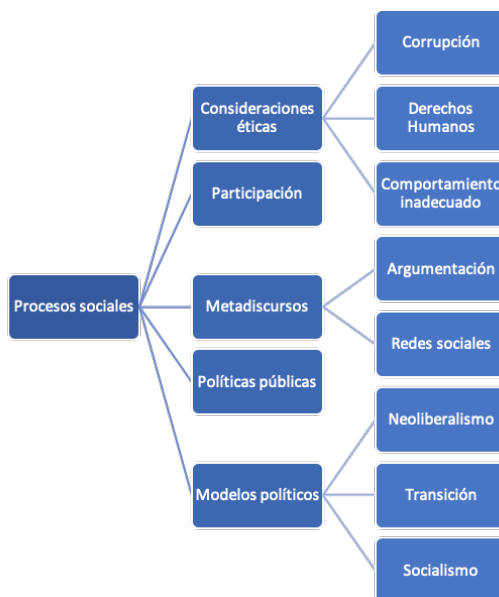 Procesos sociales
Consideraciones
éticas
Corrupción
Derechos
Humanos
Comportamiento
inadecuado
Participación
Metadiscursos
Argumentación
Redes sociales
Políticas públicas
Modelos políticos
Neoliberalismo
Transición
Socialismo